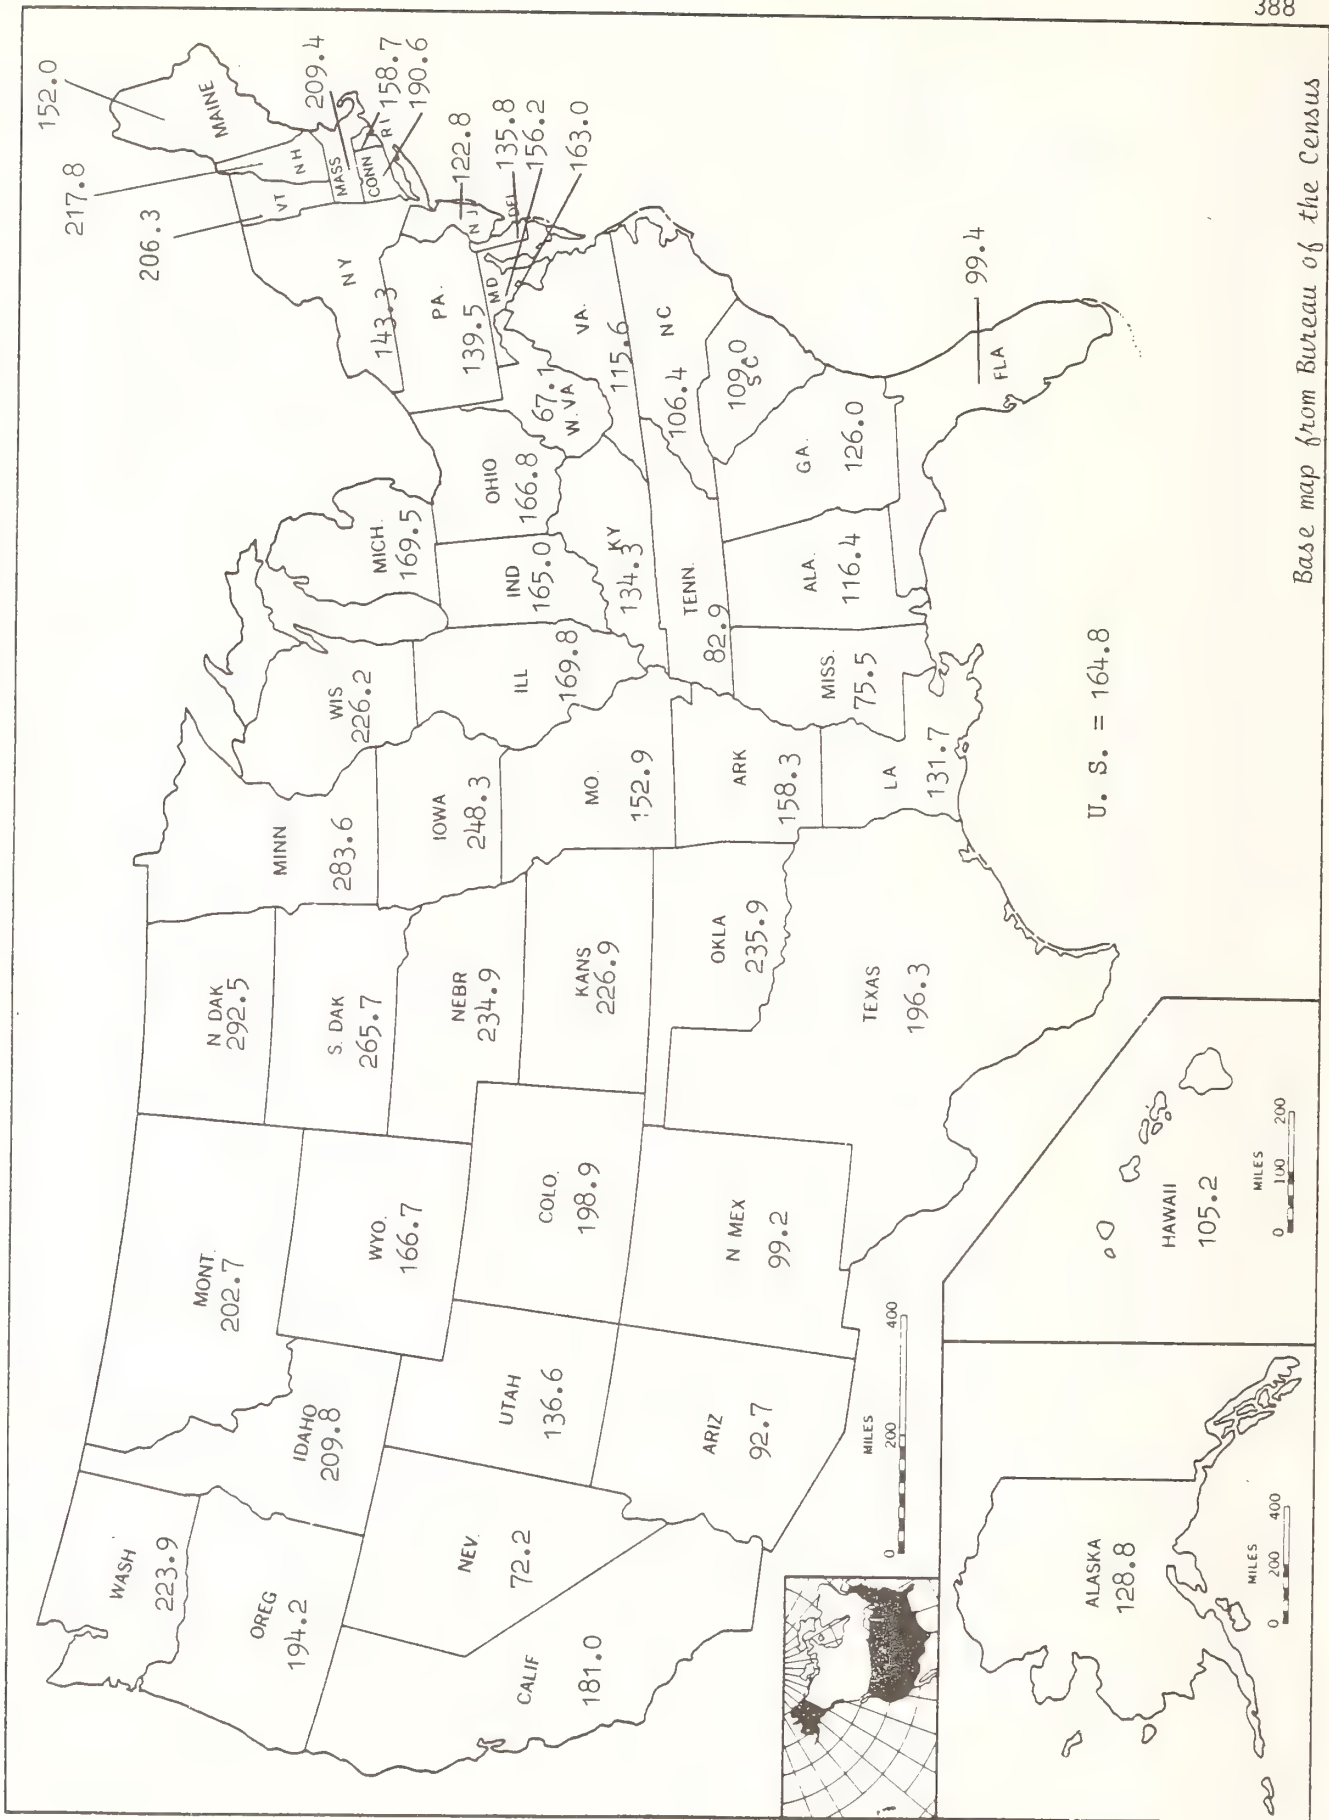 388
WASH
223.9
OREG
194.2
CALIF
181.0
NEV.
72.2
IDAHO
209.8
MONT.
202.7
WYO.
166.7
UTAH
136.6
COLO.
198.9
ARIZ
92.7
N MEX
99.2
N DAK
292.5
S. DAK
265.7
NEBR
234.9
KANS
226.9
OKLA
235.9
TEXAS
196.3
MINN
283.6
IOWA
248.3
MO.
152.9
ARK
158.3
LA
131.7
WIS
226.2
ILL
169.8
MICH.
169.5
IND
165.0
OHIO
166.8
KY
134.3
TENN.
82.9
MISS.
75.5
ALA.
116.4
GA.
126.0
FLA
99.4
SC
109.0
NC
106.4
VA.
115.6
W. VA
67.1
PA.
139.5
NY
143.3
VT
206.3
NH
217.8
MAINE
152.0
MASS
209.4
RI
158.7
CONN
190.6
NJ
122.8
DEL
135.8
MD
156.2
163.0
ALASKA
128.8
MILES
0 200 400
HAWAII
105.2
MILES
0 100 200
MILES
0 200 400
U. S. = 164.8
Base map from Bureau of the Census